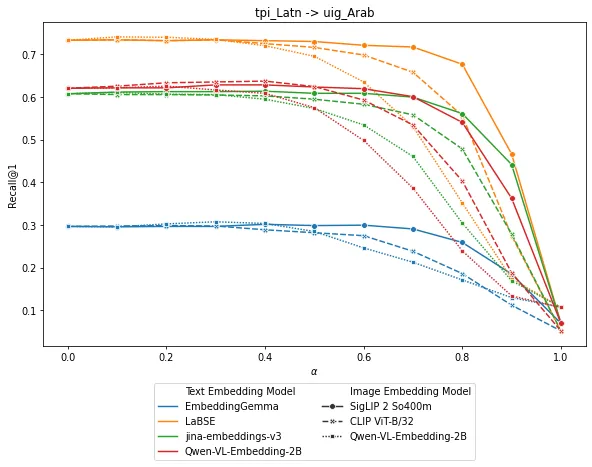 tpi_Latn -> uig_Arab
Recall@1
0.7
0.6
0.5
0.4
0.3
0.2
0.1
0.0 0.2 0.4 0.6 0.8 1.0
α
Text Embedding Model Image Embedding Model
EmbeddingGemma SigLIP 2 So400m
LaBSE CLIP ViT-B/32
jina-embeddings-v3 Qwen-VL-Embedding-2B
Qwen-VL-Embedding-2B